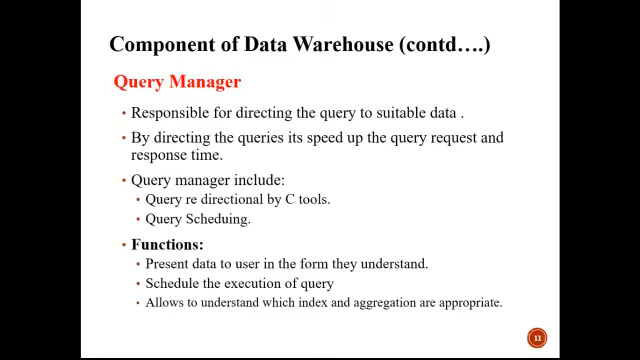 Component of Data Warehouse (contd….)
Query Manager
• Responsible for directing the query to suitable data .
• By directing the queries its speed up the query request and
response time.
• Query manager include:
• Query re directional by C tools.
• Query Scheduing.
• Functions:
• Present data to user in the form they understand.
• Schedule the execution of query
• Allows to understand which index and aggregation are appropriate.
11